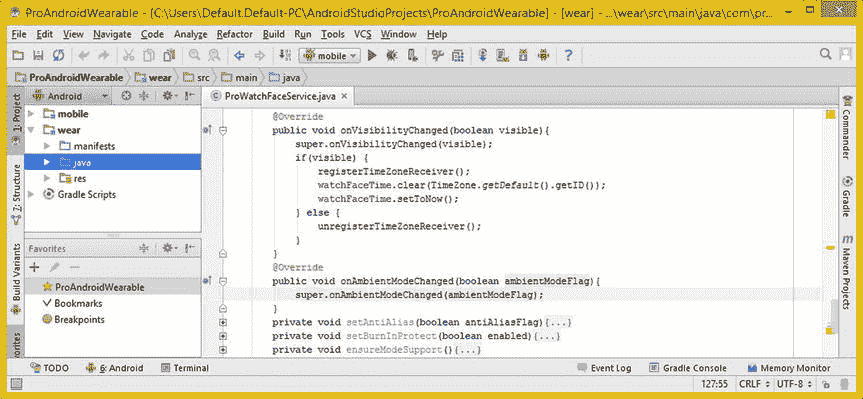 ProAndroidWearable - [C:\Users\Default.Default-PC\AndroidStudioProjects\ProAndroidWearable] - [wear] - ...\wear\src\main\java\com\pr...
File Edit View Navigate Code Analyze Refactor Build Run Tools VCS Window Help
mobile
ProAndroidWearable wear src main java
Android
ProWatchFaceService.java
1: Project
7: Structure
Build Variants
vorites
mobile
wear
manifests
java
res
Gradle Scripts
Favorites
ProAndroidWearable
Bookmarks
Breakpoints
@Override
public void onVisibilityChanged(boolean visible){
super.onVisibilityChanged(visible);
if(visible) {
registerTimeZoneReceiver();
watchFaceTime.clear(TimeZone.getDefault().getID());
watchFaceTime.setToNow();
} else {
unregisterTimeZoneReceiver();
}
}
@Override
public void onAmbientModeChanged(boolean ambientModeFlag){
super.onAmbientModeChanged(ambientModeFlag);
}
private void setAntiAlias(boolean antiAliasFlag){...}
private void setBurnInProtect(boolean enabled){...}
private void ensureModeSupport(){...}
Commander
Gradle
Maven Projects
TODO 6: Android Terminal Event Log Gradle Console Memory Monitor
127:55 CRLF UTF-8